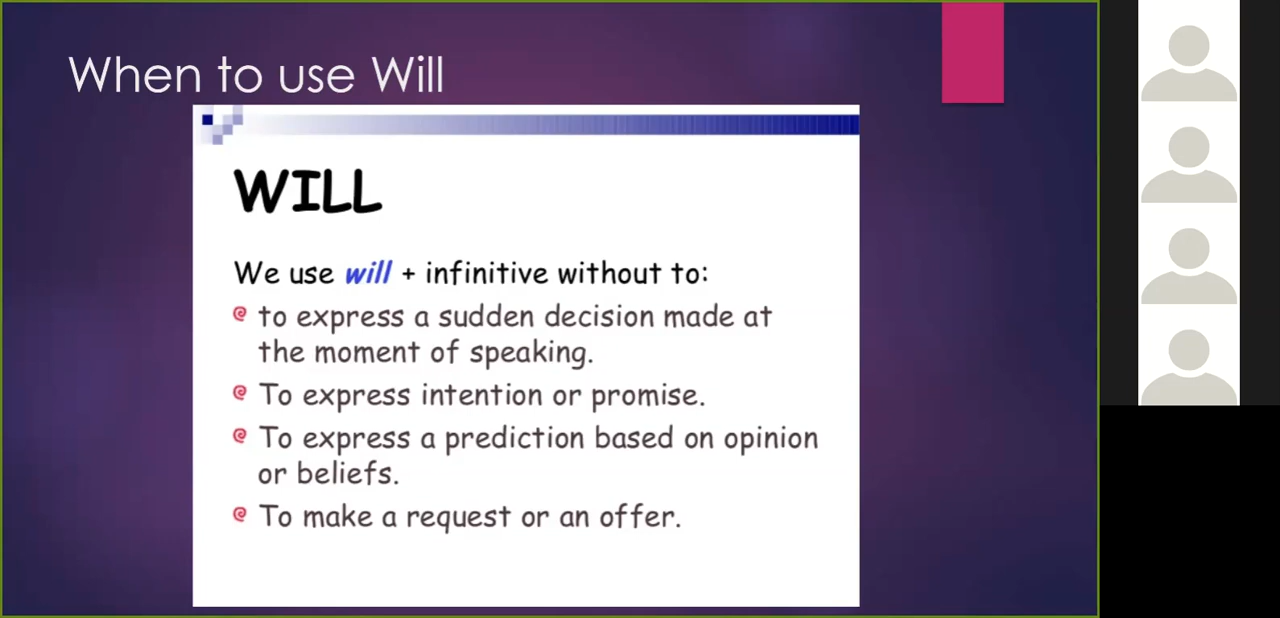 When to use Will
WILL
We use will + infinitive without to:
to express a sudden decision made at
the moment of speaking.
To express intention or promise.
To express a prediction based on opinion
or beliefs.
To make a request or an offer.